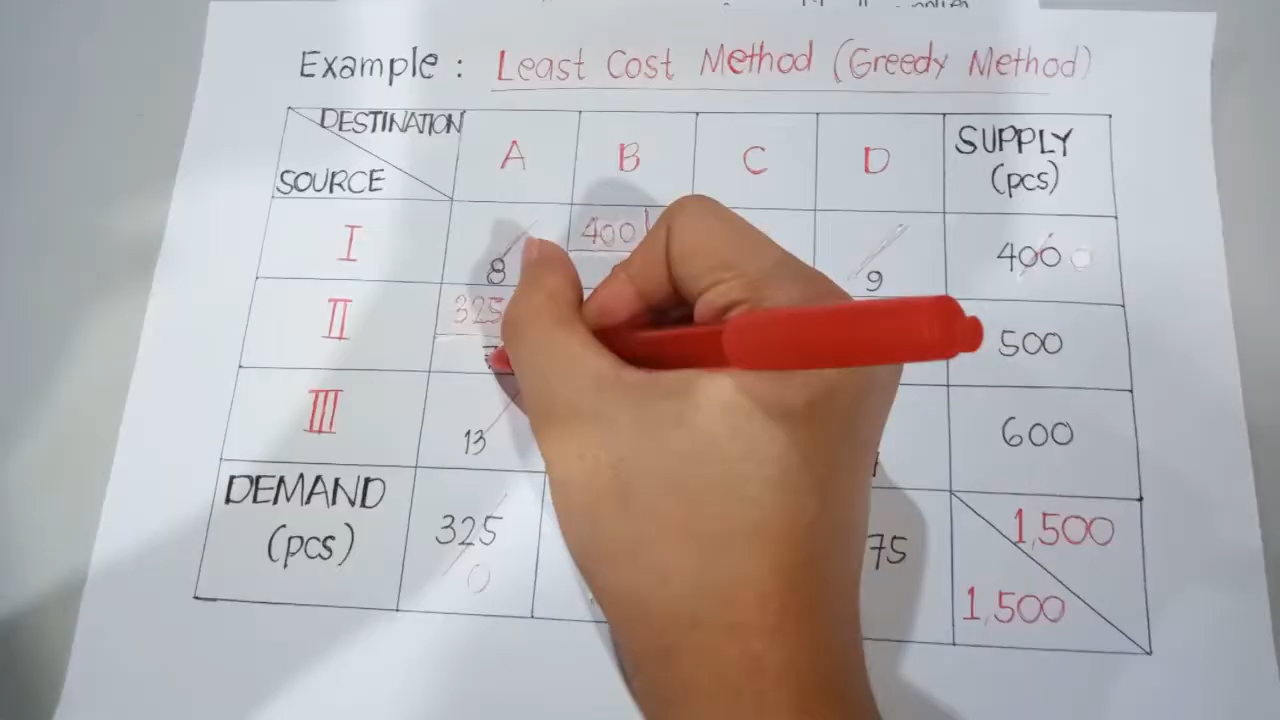 Example : Least Cost Method (Greedy Method)
DESTINATION
SOURCE
A B C D SUPPLY (pcs)
I 8 400 9 400 0
II 325 500
III 13 600
DEMAND (pcs) 325 0 75 1,500
1,500